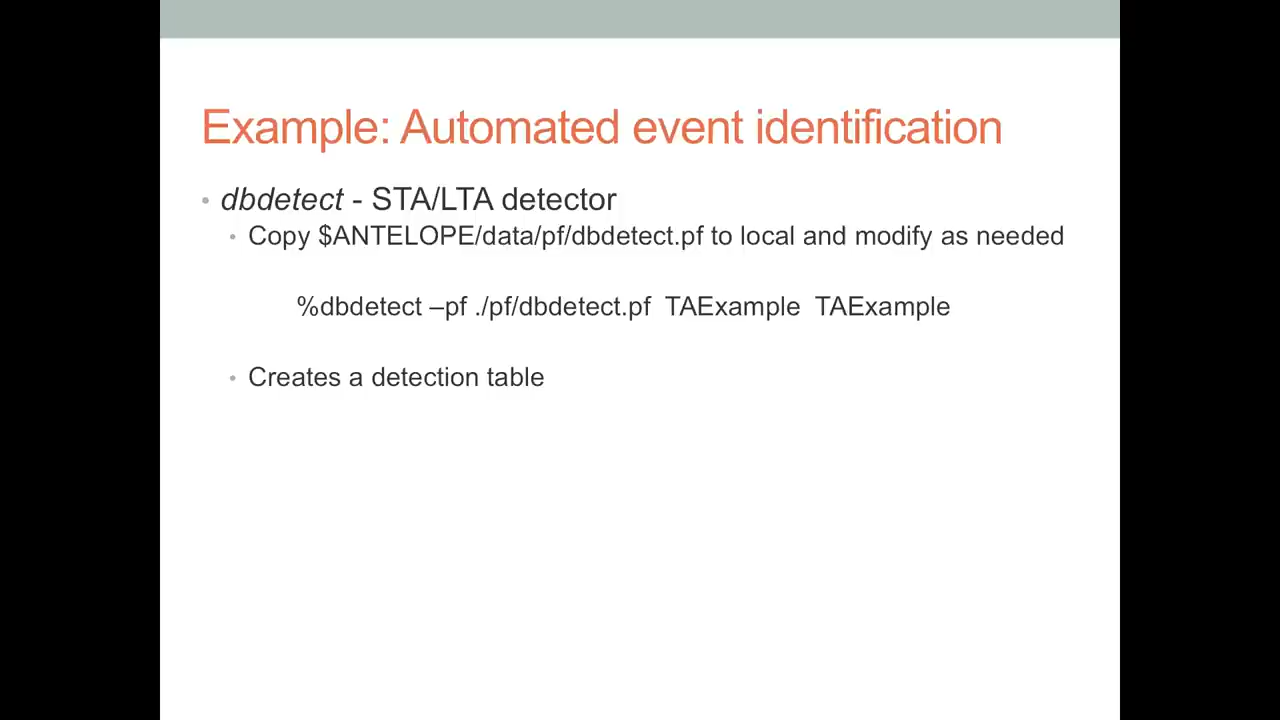 Example: Automated event identification
• dbdetect - STA/LTA detector
• Copy $ANTELOPE/data/pf/dbdetect.pf to local and modify as needed
%dbdetect –pf ./pf/dbdetect.pf TAExample TAExample
• Creates a detection table